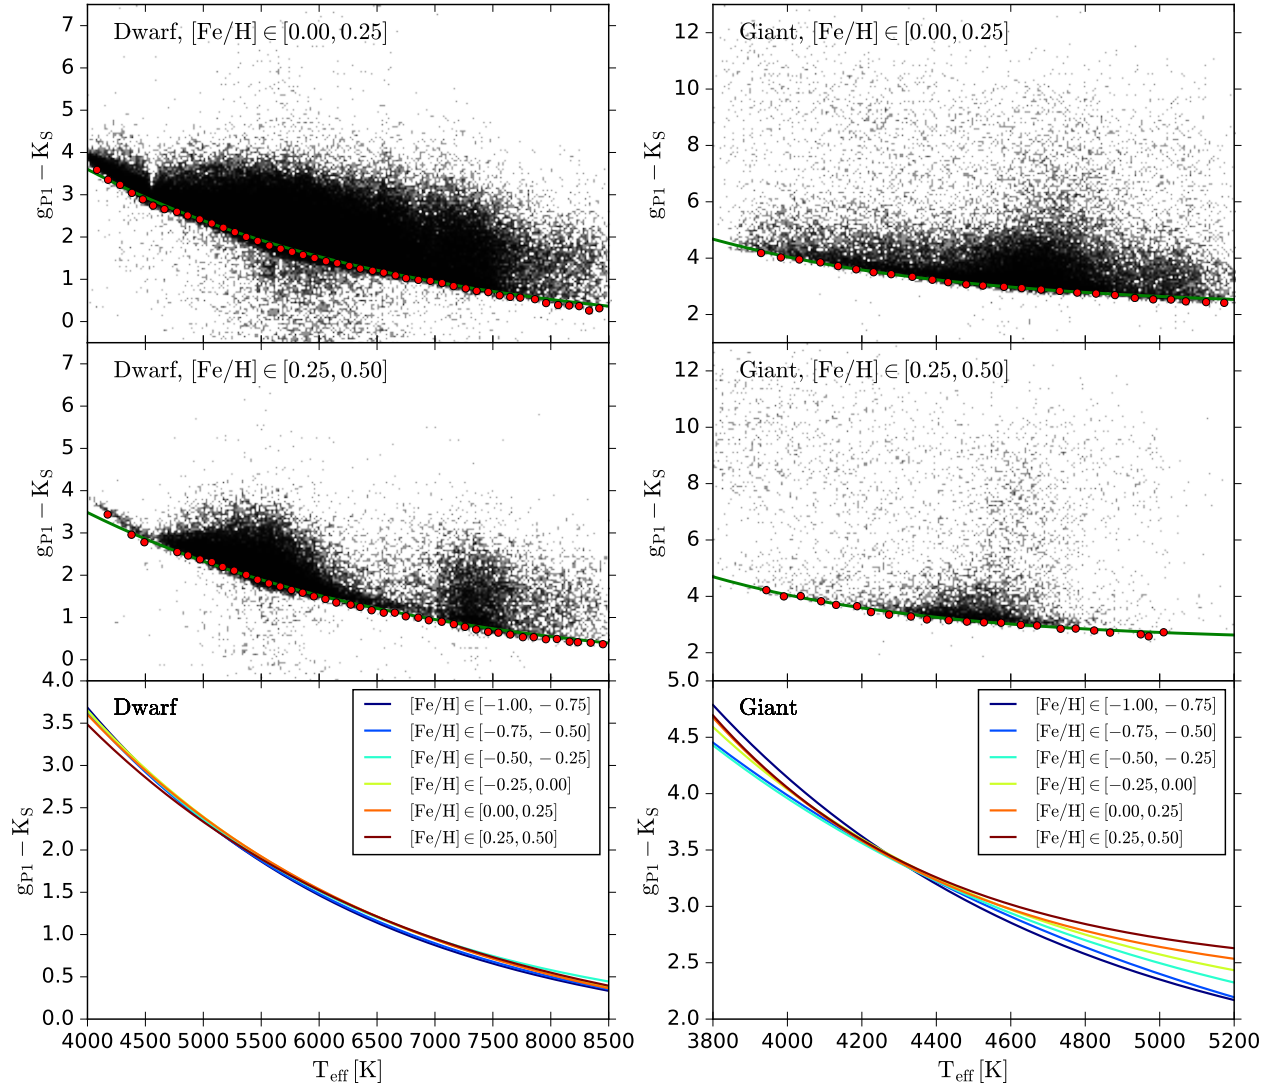 Dwarf, [Fe/H] ∈ [0.00, 0.25]
7
6
5
4
3
2
1
0
g_P1 − K_S
Giant, [Fe/H] ∈ [0.00, 0.25]
12
10
8
6
4
2
g_P1 − K_S
Dwarf, [Fe/H] ∈ [0.25, 0.50]
7
6
5
4
3
2
1
0
g_P1 − K_S
Giant, [Fe/H] ∈ [0.25, 0.50]
12
10
8
6
4
2
g_P1 − K_S
Dwarf
[Fe/H] ∈ [−1.00, −0.75]
[Fe/H] ∈ [−0.75, −0.50]
[Fe/H] ∈ [−0.50, −0.25]
[Fe/H] ∈ [−0.25, 0.00]
[Fe/H] ∈ [0.00, 0.25]
[Fe/H] ∈ [0.25, 0.50]
4.0
3.5
3.0
2.5
2.0
1.5
1.0
0.5
0.0
g_P1 − K_S
4000 4500 5000 5500 6000 6500 7000 7500 8000 8500
T_eff [K]
Giant
[Fe/H] ∈ [−1.00, −0.75]
[Fe/H] ∈ [−0.75, −0.50]
[Fe/H] ∈ [−0.50, −0.25]
[Fe/H] ∈ [−0.25, 0.00]
[Fe/H] ∈ [0.00, 0.25]
[Fe/H] ∈ [0.25, 0.50]
5.0
4.5
4.0
3.5
3.0
2.5
2.0
g_P1 − K_S
3800 4000 4200 4400 4600 4800 5000 5200
T_eff [K]